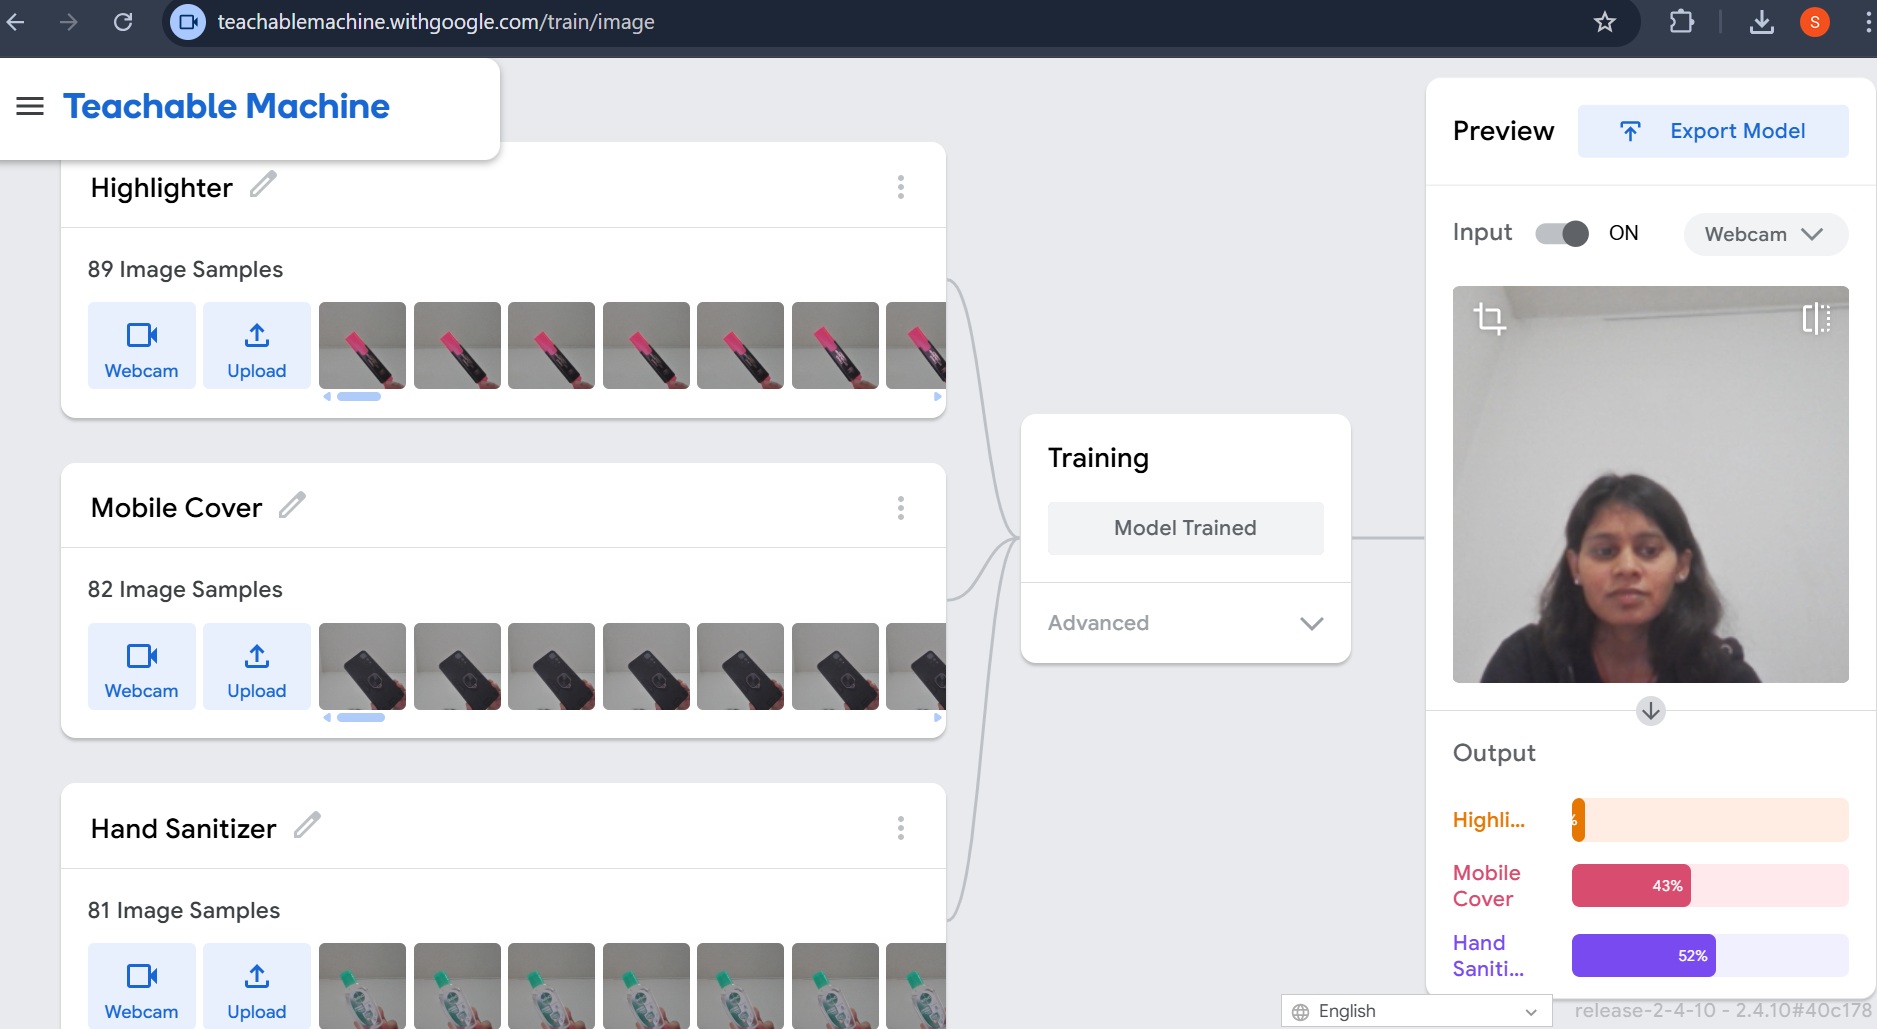 teachablemachine.withgoogle.com/train/image
S
Teachable Machine
Highlighter
89 Image Samples
Webcam
Upload
Mobile Cover
82 Image Samples
Webcam
Upload
Hand Sanitizer
81 Image Samples
Webcam
Upload
Training
Model Trained
Advanced
Preview
Export Model
Input
ON
Webcam
Output
Highli...
%
Mobile
Cover
43%
Hand
Saniti...
52%
English
release-2-4-10 - 2.4.10#40c178